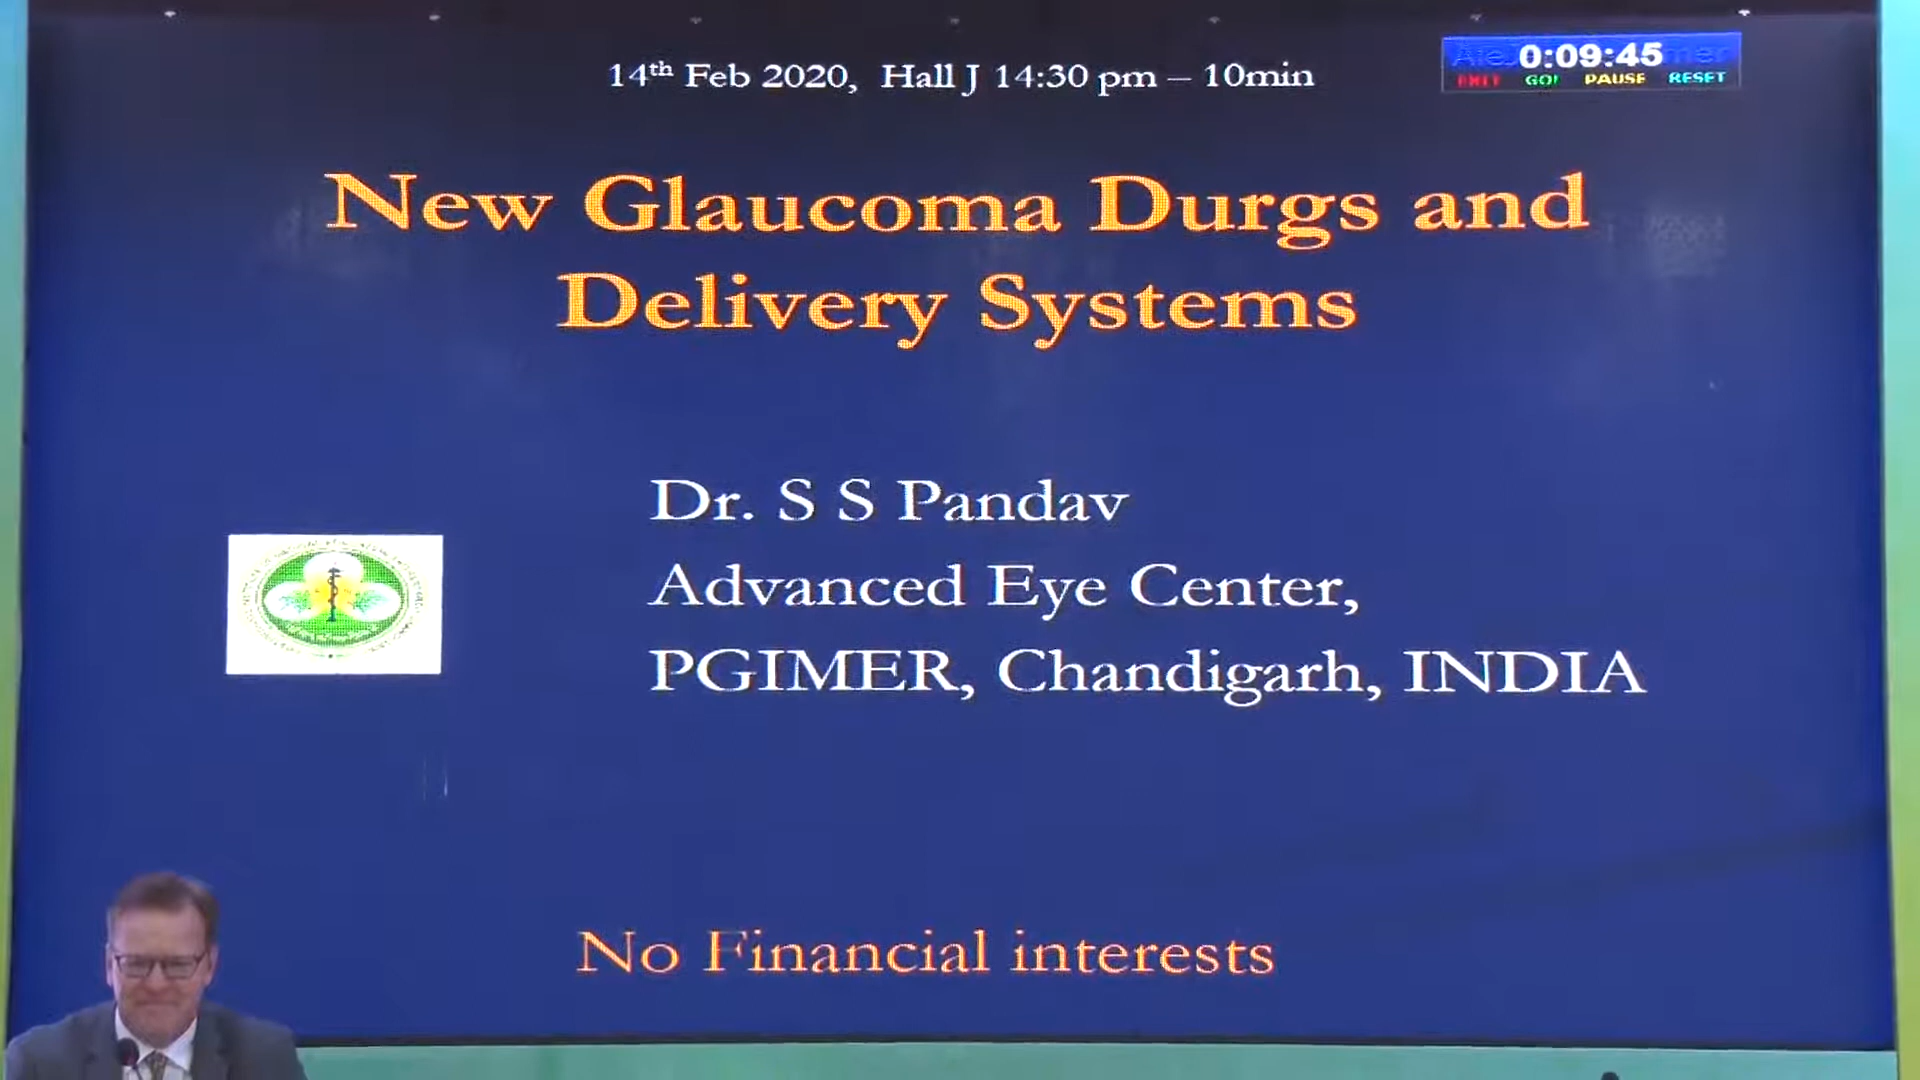 14th Feb 2020, Hall J 14:30 pm – 10min
0:09:45
EXIT GO! PAUSE RESET
New Glaucoma Durgs and
Delivery Systems
Dr. S S Pandav
Advanced Eye Center,
PGIMER, Chandigarh, INDIA
No Financial interests